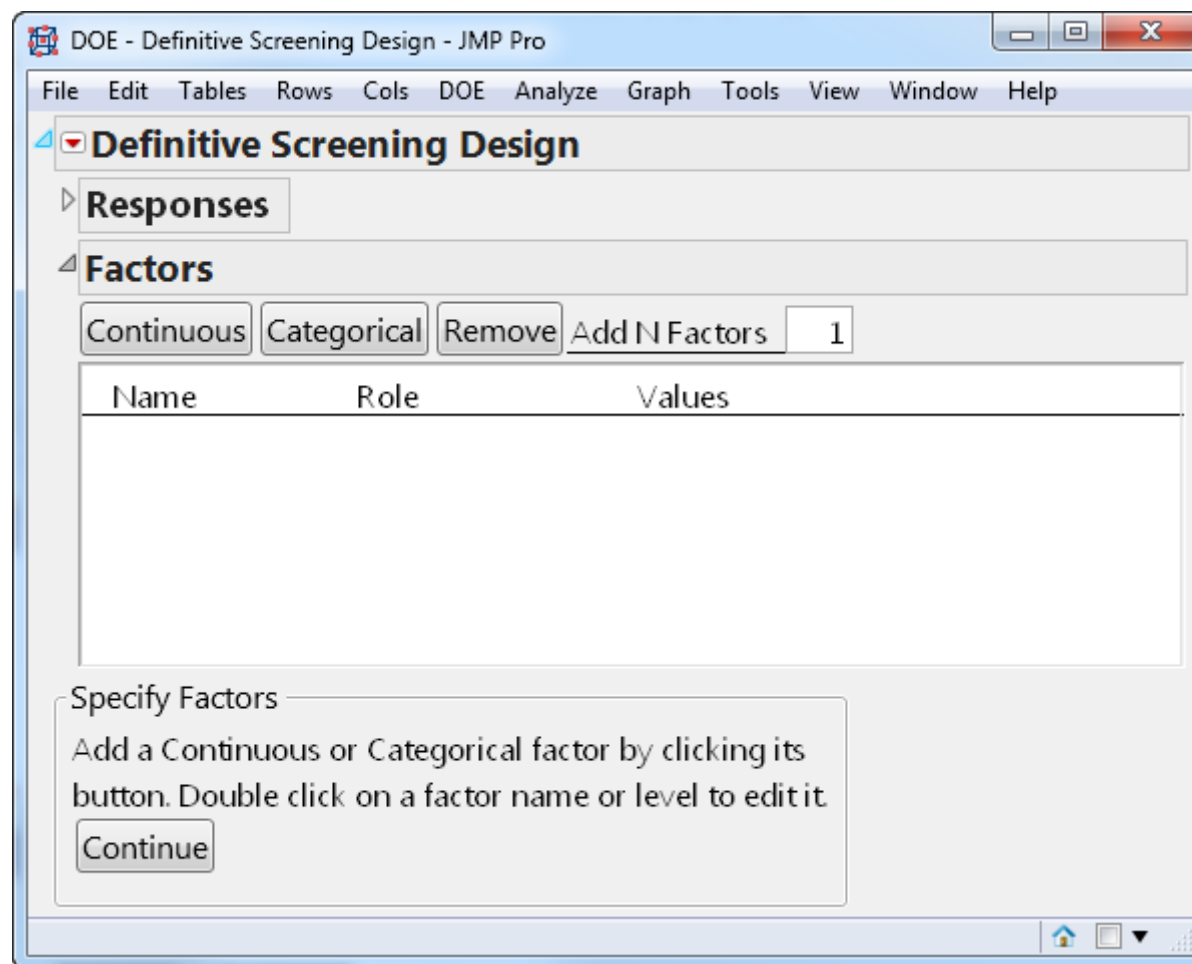 DOE - Definitive Screening Design - JMP Pro
File Edit Tables Rows Cols DOE Analyze Graph Tools View Window Help
Definitive Screening Design
Responses
Factors
Continuous Categorical Remove Add N Factors 1
Name Role Values
Specify Factors
Add a Continuous or Categorical factor by clicking its
button. Double click on a factor name or level to edit it.
Continue